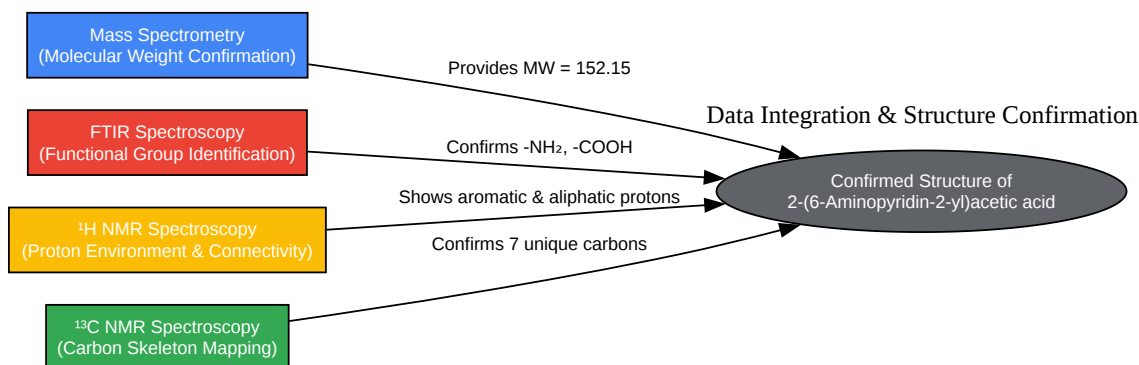 Mass Spectrometry
(Molecular Weight Confirmation)
Provides MW = 152.15
Data Integration & Structure Confirmation
FTIR Spectroscopy
(Functional Group Identification)
Confirms -NH₂, -COOH
Confirmed Structure of
2-(6-Aminopyridin-2-yl)acetic acid
Shows aromatic & aliphatic protons
¹H NMR Spectroscopy
(Proton Environment & Connectivity)
Confirms 7 unique carbons
¹³C NMR Spectroscopy
(Carbon Skeleton Mapping)